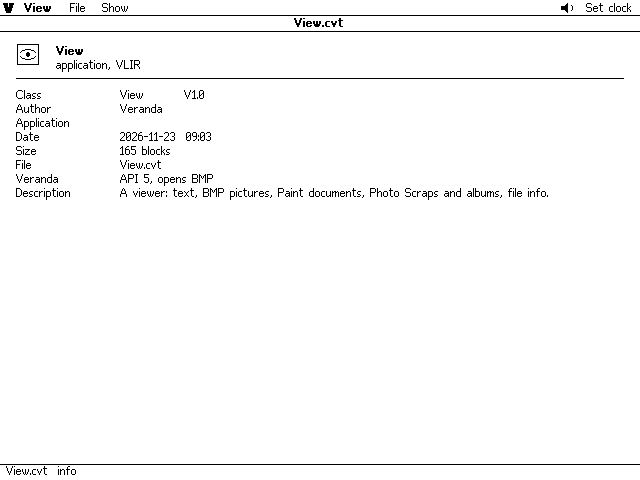 View File Show Set clock
View.cvt
View
application, VLIR
Class View V1.0
Author Veranda
Application
Date 2026-11-23 09:03
Size 165 blocks
File View.cvt
Veranda API 5, opens BMP
Description A viewer: text, BMP pictures, Paint documents, Photo Scraps and albums, file info.
View.cvt info